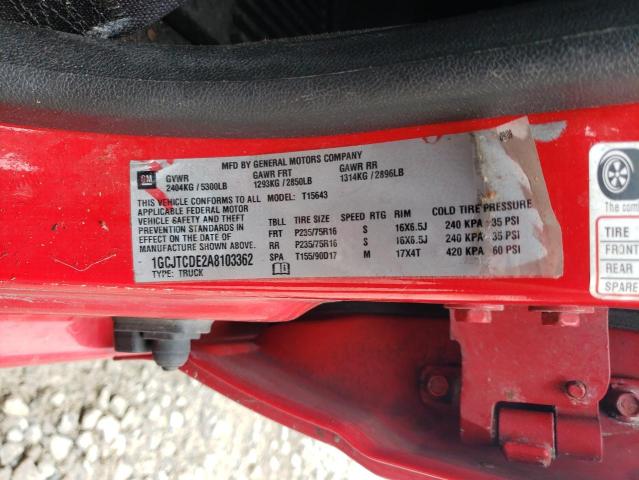 MFD BY GENERAL MOTORS COMPANY
GM
GVWR GAWR FRT GAWR RR
2404KG / 5300LB 1293KG / 2850LB 1314KG / 2896LB
THIS VEHICLE CONFORMS TO ALL MODEL: T15643
APPLICABLE FEDERAL MOTOR
VEHICLE SAFETY AND THEFT
PREVENTION STANDARDS IN
EFFECT ON THE DATE OF
MANUFACTURE SHOWN ABOVE.
1GCJTCDE2A8103362
TYPE: TRUCK
TBLL TIRE SIZE SPEED RTG RIM COLD TIRE PRESSURE
FRT P235/75R16 S 16X6.5J 240 KPA 35 PSI
RR P235/75R16 S 16X6.5J 240 KPA 35 PSI
SPA T155/90D17 M 17X4T 420 KPA 60 PSI
TIRE
FRONT
REAR
SPARE